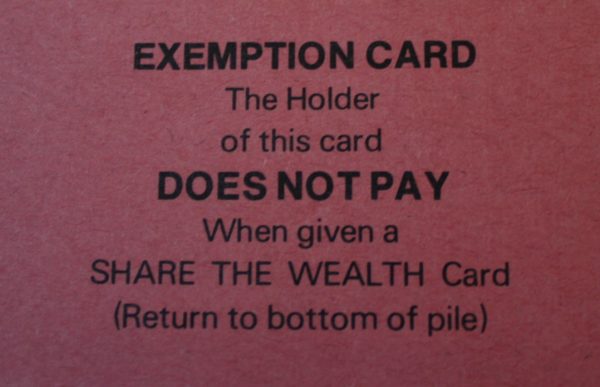 EXEMPTION CARD
The Holder
of this card
DOES NOT PAY
When given a
SHARE THE WEALTH Card
(Return to bottom of pile)